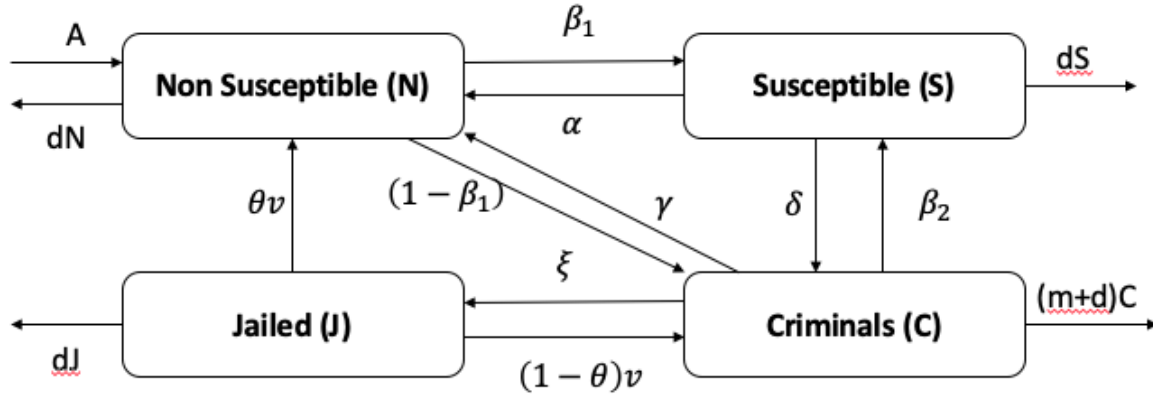 A
β₁
dS
Non Susceptible (N)
Susceptible (S)
dN
α
θv
(1 − β₁)
γ
δ
β₂
ξ
(m+d)C
Jailed (J)
Criminals (C)
dJ
(1 − θ)v